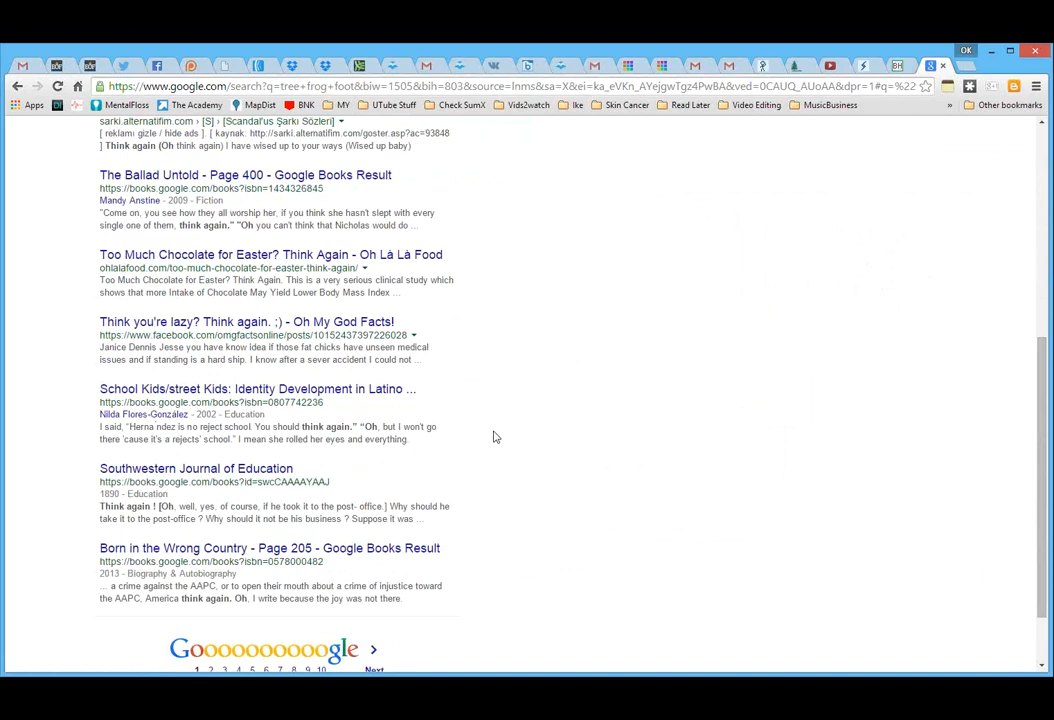 OK
https://www.google.com/search?q=tree+frog+foot&biw=1505&bih=803&source=lnms&sa=X&ei=ka_eVKn_AYejgwTgz4PwBA&ved=0CAUQ_AUoAA&dpr=1#q=%22
Apps MentalFloss The Academy MapDist BNK MY UTube Stuff Check SumX Vids2watch Ike Skin Cancer Read Later Video Editing MusicBusiness » Other bookmarks
sarki.alternatifim.com › [S] › [Scandal'us Şarkı Sözleri]
[ reklamı gizle / hide ads ]. [ kaynak: http://sarki.alternatifim.com/goster.asp?ac=93848
] Think again (Oh think again) I have wised up to your ways (Wised up baby)
The Ballad Untold - Page 400 - Google Books Result
https://books.google.com/books?isbn=1434326845
Mandy Anstine - 2009 - Fiction
"Come on, you see how they all worship her, if you think she hasn't slept with every
single one of them, think again." "Oh you can't think that Nicholas would do ...
Too Much Chocolate for Easter? Think Again - Oh Là Là Food
ohlalafood.com/too-much-chocolate-for-easter-think-again/
Too Much Chocolate for Easter? Think Again. This is a very serious clinical study which
shows that more Intake of Chocolate May Yield Lower Body Mass Index ...
Think you're lazy? Think again. ;) - Oh My God Facts!
https://www.facebook.com/omgfactsonline/posts/10152437397226028
Janice Dennis Jesse you have know idea if those fat chicks have unseen medical
issues and if standing is a hard ship. I know after a sever accident I could not ...
School Kids/street Kids: Identity Development in Latino ...
https://books.google.com/books?isbn=0807742236
Nilda Flores-González - 2002 - Education
I said, "Herna´ndez is no reject school. You should think again." "Oh, but I won't go
there 'cause it's a rejects' school." I mean she rolled her eyes and everything.
Southwestern Journal of Education
https://books.google.com/books?id=swcCAAAAYAAJ
1890 - Education
Think again ! [Oh, well, yes, of course, if he took it to the post- office.] Why should he
take it to the post-office ? Why should it not be his business ? Suppose it was ...
Born in the Wrong Country - Page 205 - Google Books Result
https://books.google.com/books?isbn=0578000482
2013 - Biography & Autobiography
... a crime against the AAPC, or to open their mouth about a crime of injustice toward
the AAPC, America think again. Oh, I write because the joy was not there.
Goooooooooogle >
1 2 3 4 5 6 7 8 9 10 Next